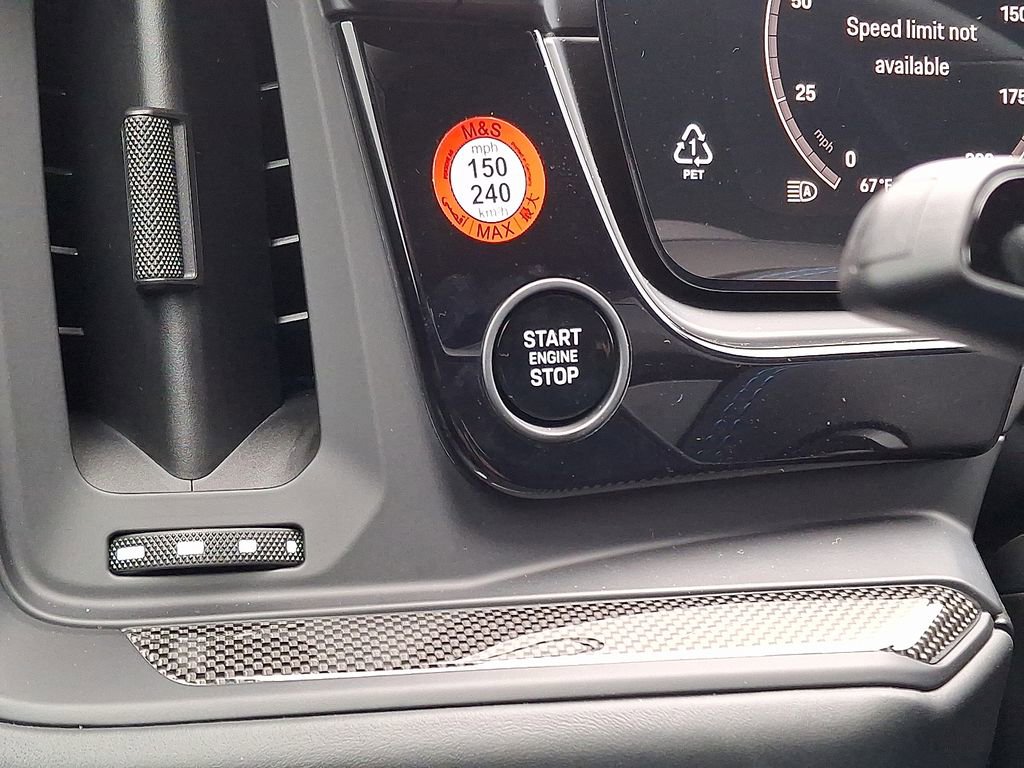 50
150
Speed limit not
available
25
175
mph
0
67°F
1
PET
M&S
mph
150
240
km/h
أقصى | MAX | 最大
START
ENGINE
STOP